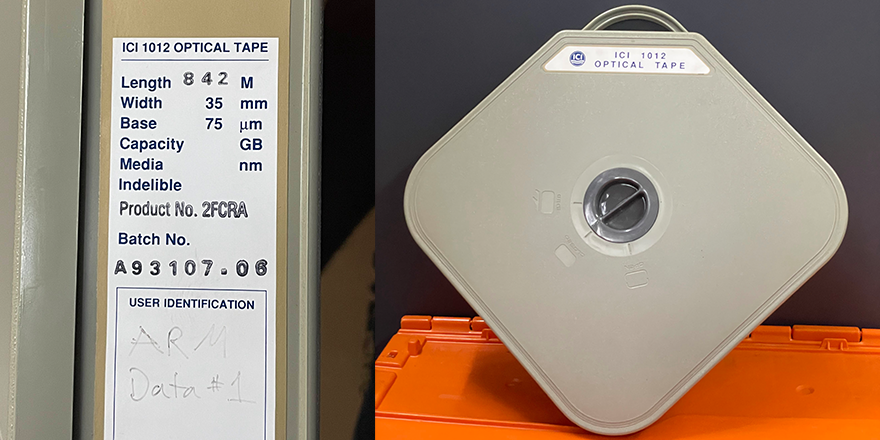 ICI 1012 OPTICAL TAPE
Length 842 M
Width 35 mm
Base 75 µm
Capacity GB
Media nm
Indelible
Product No. 2FCRA
Batch No.
A93107.06
USER IDENTIFICATION
ARM
Data #1
ICI
ICI 1012
OPTICAL TAPE